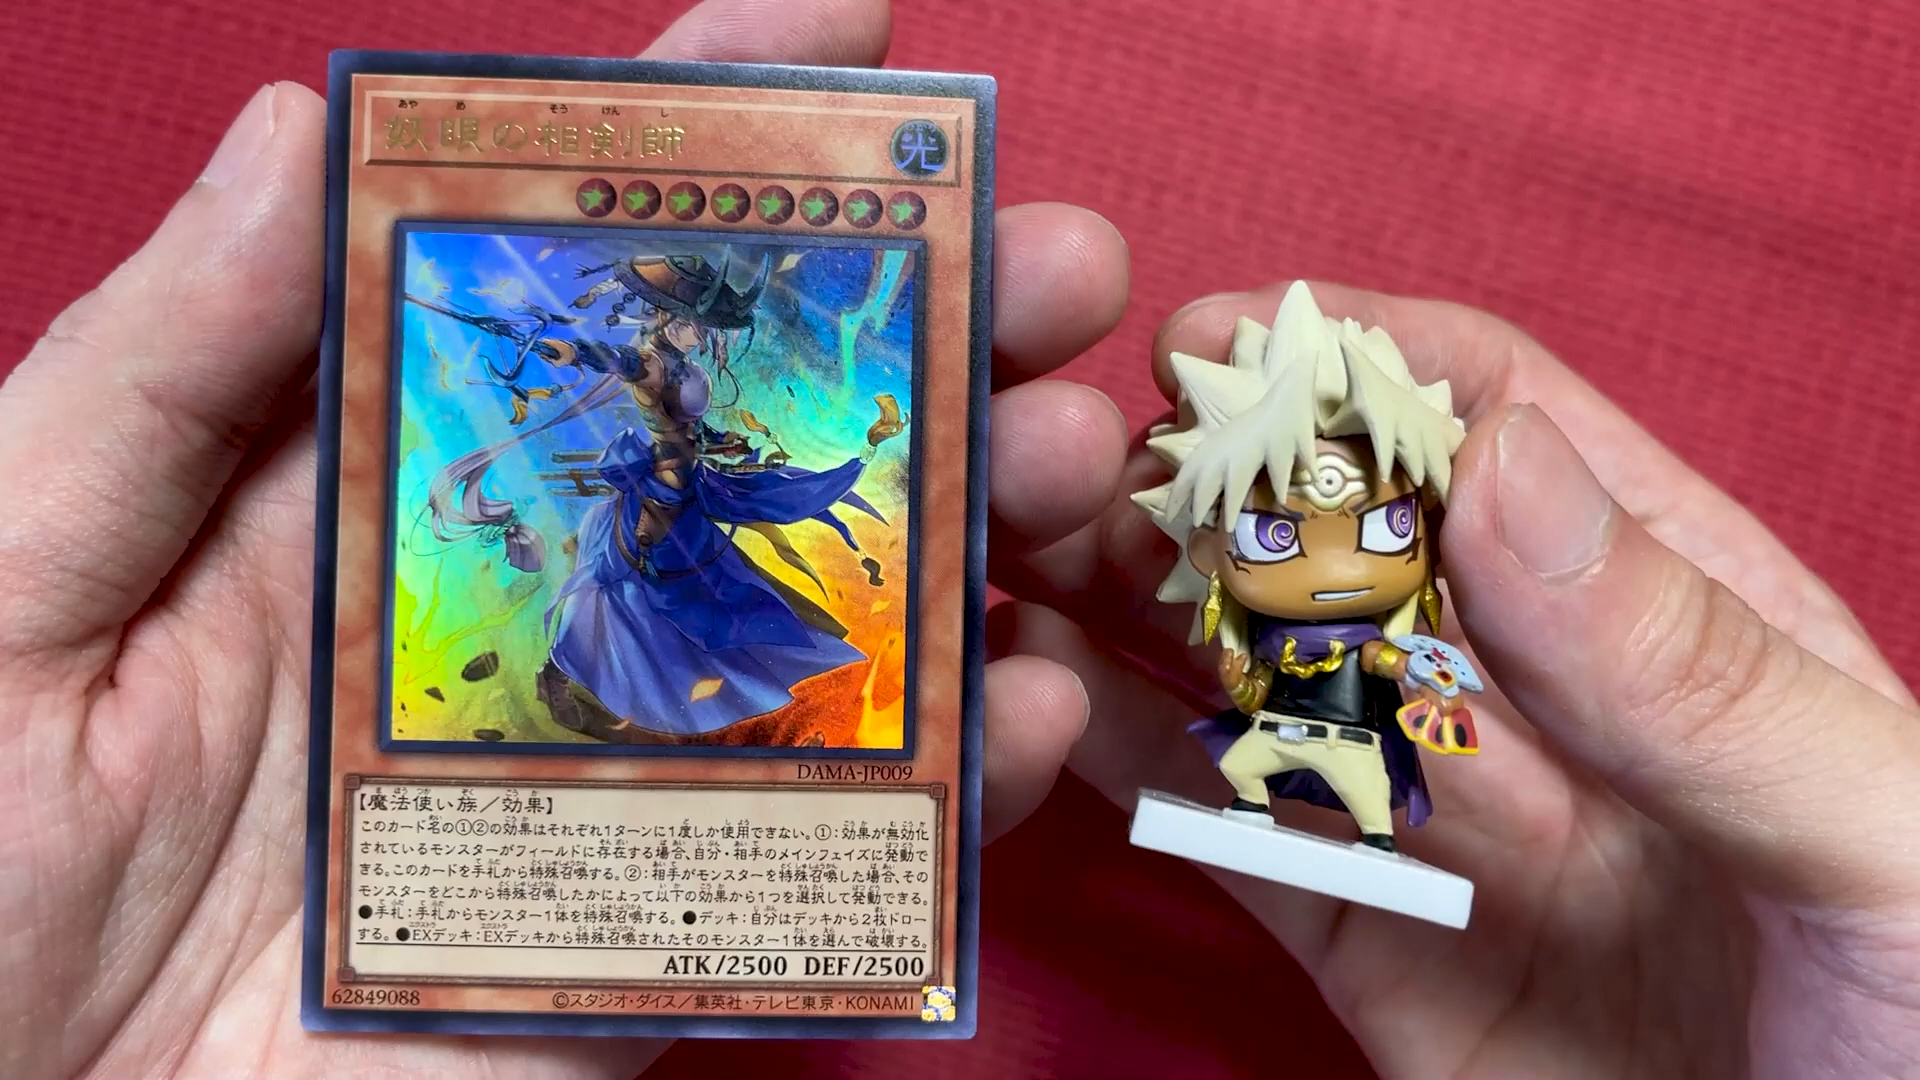 あや め そう けん し
妖眼の相剣師
光
DAMA-JP009
【魔法使い族／効果】
このカード名の①②の効果はそれぞれ1ターンに1度しか使用できない。①：効果が無効化
されているモンスターがフィールドに存在する場合、自分・相手のメインフェイズに発動で
きる。このカードを手札から特殊召喚する。②：相手がモンスターを特殊召喚した場合、その
モンスターをどこから特殊召喚したかによって以下の効果から1つを選択して発動できる。
●手札：手札からモンスター1体を特殊召喚する。●デッキ：自分はデッキから2枚ドロー
する。●EXデッキ：EXデッキから特殊召喚されたそのモンスター1体を選んで破壊する。
ATK/2500 DEF/2500
62849088
©スタジオ・ダイス／集英社・テレビ東京・KONAMI